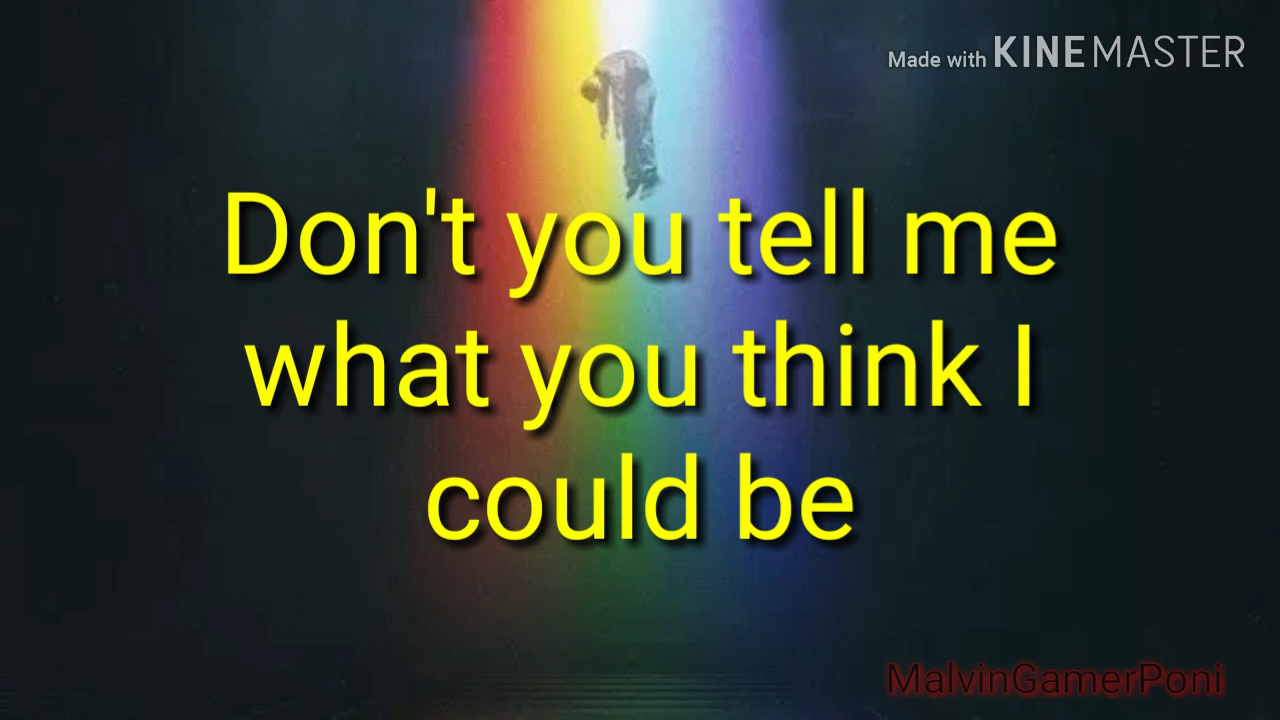 Made with KINEMASTER
Don't you tell me
what you think I
could be
MalvinGamerPoni